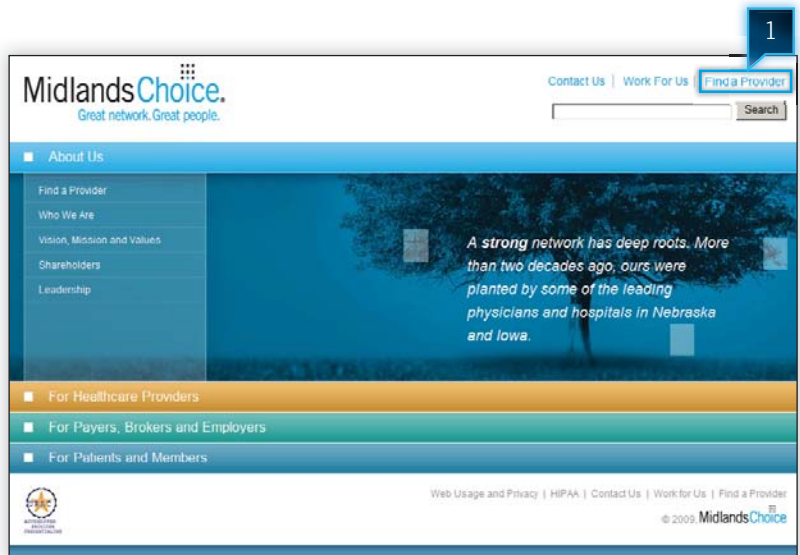 1
MidlandsChoice.
Great network. Great people.
Contact Us | Work For Us | Find a Provider
Search
About Us
Find a Provider
Who We Are
Vision, Mission and Values
Shareholders
Leadership
A strong network has deep roots. More
than two decades ago, ours were
planted by some of the leading
physicians and hospitals in Nebraska
and Iowa.
For Healthcare Providers
For Payers, Brokers and Employers
For Patients and Members
Web Usage and Privacy | HIPAA | Contact Us | Work for Us | Find a Provider
© 2009, MidlandsChoice
ACCREDITED